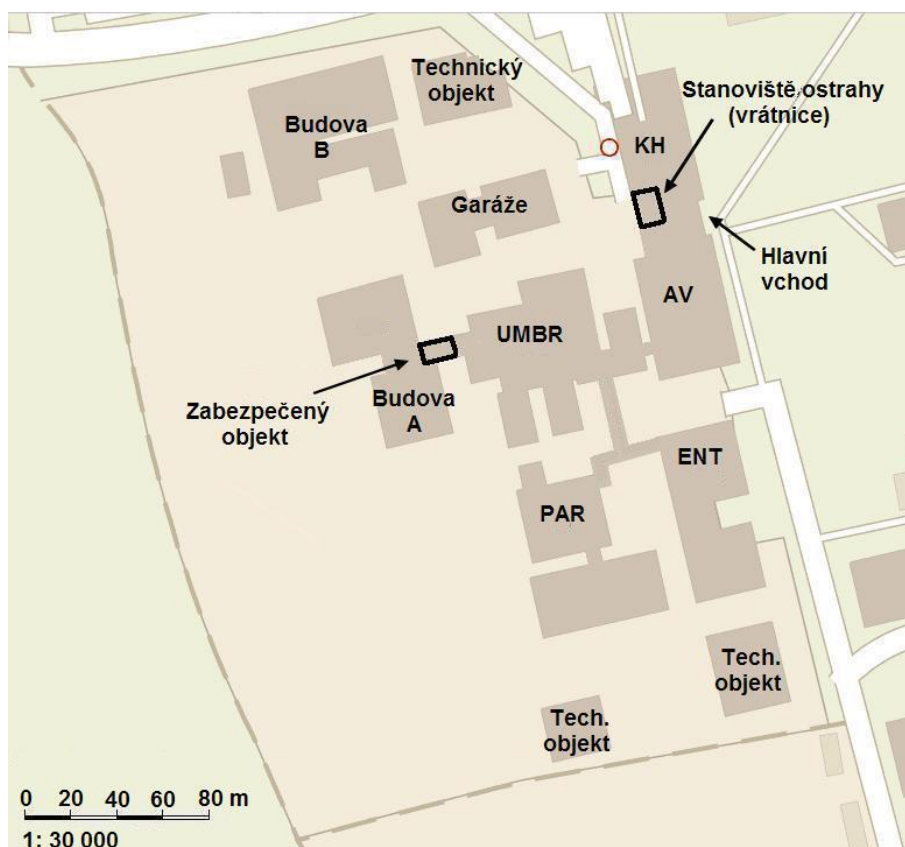 Technický
objekt
Stanoviště ostrahy
(vrátnice)
Budova
B
KH
Garáže
Hlavní
vchod
AV
UMBR
Zabezpečený
objekt
Budova
A
ENT
PAR
Tech.
objekt
Tech.
objekt
0 20 40 60 80 m
1: 30 000